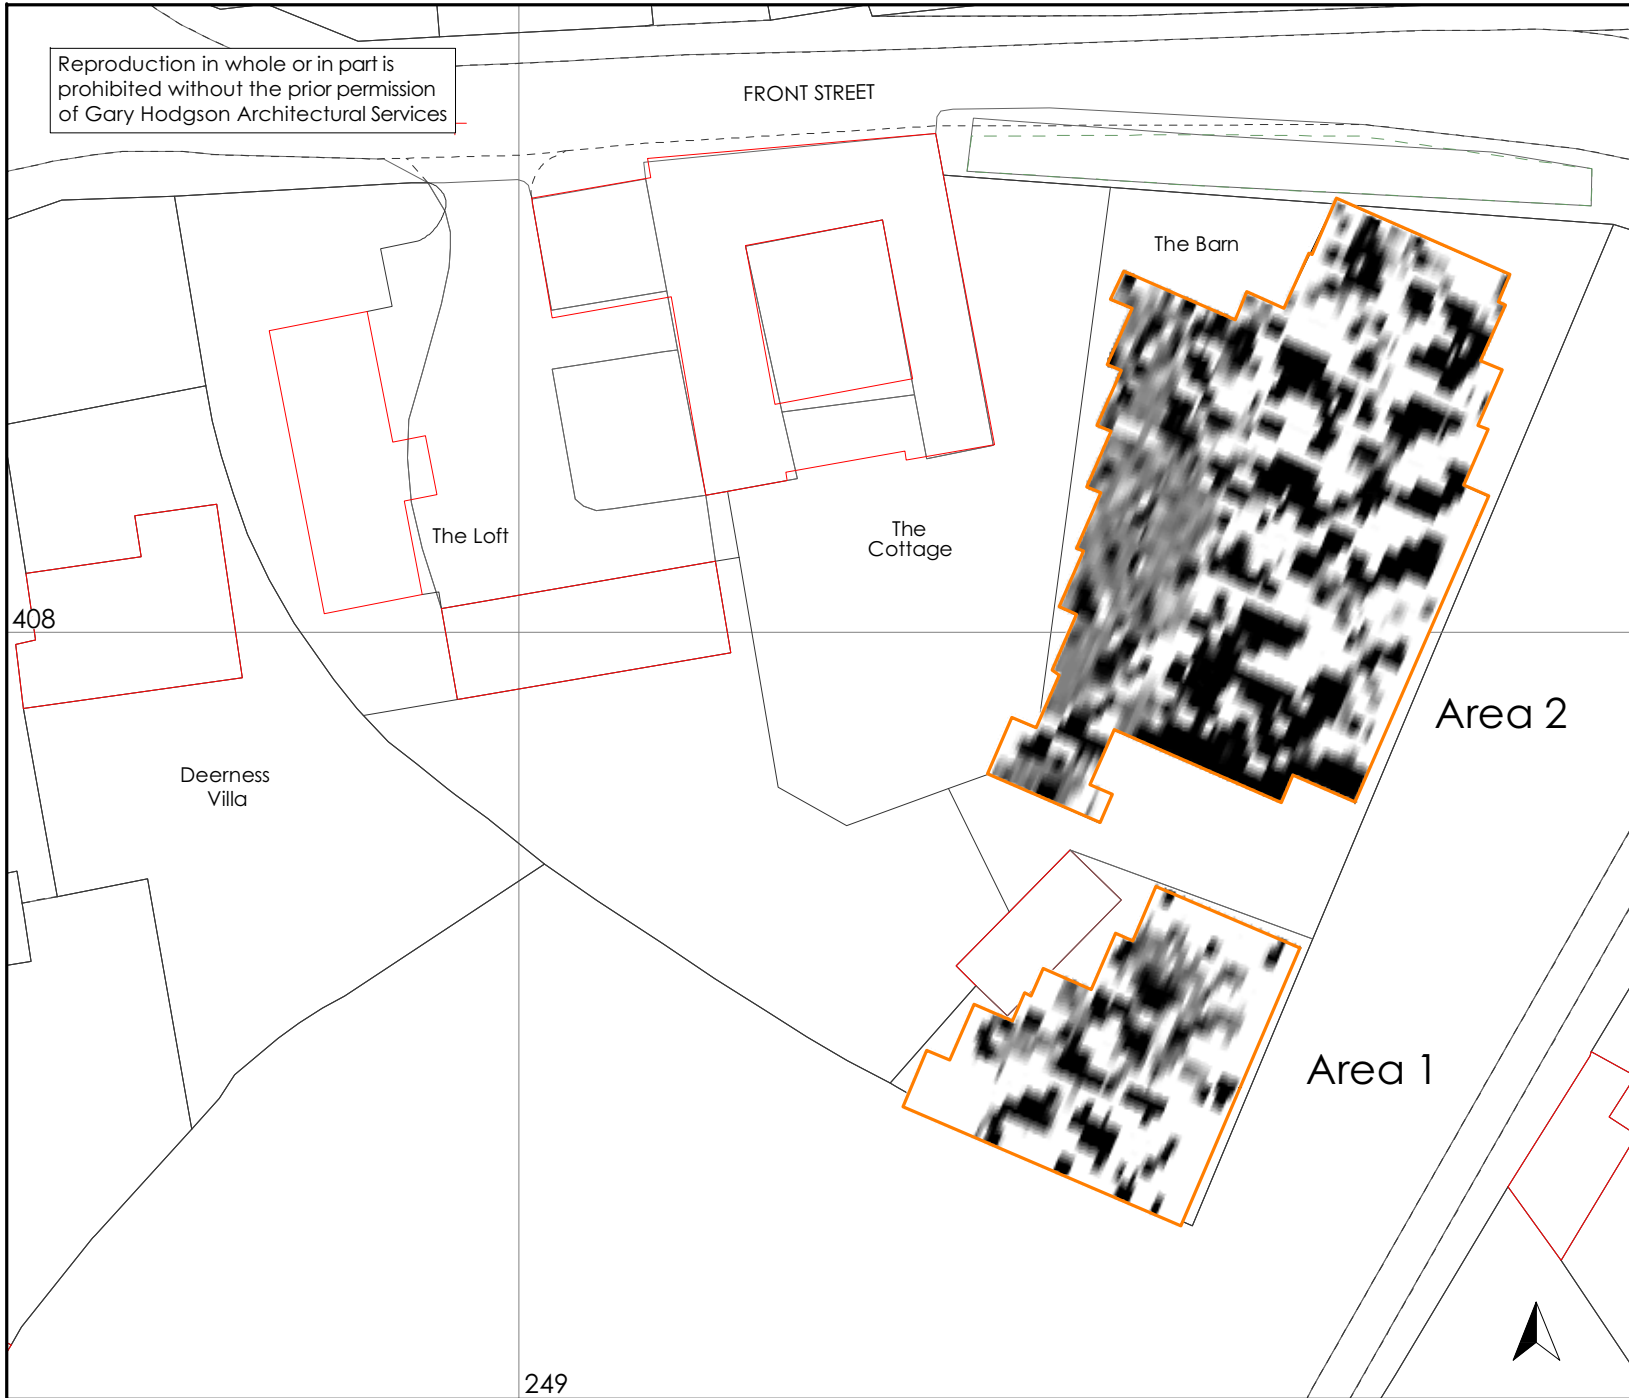 Reproduction in whole or in part is
prohibited without the prior permission
of Gary Hodgson Architectural Services
FRONT STREET
The Barn
The Loft
The
Cottage
408
Area 2
Deerness
Villa
Area 1
249